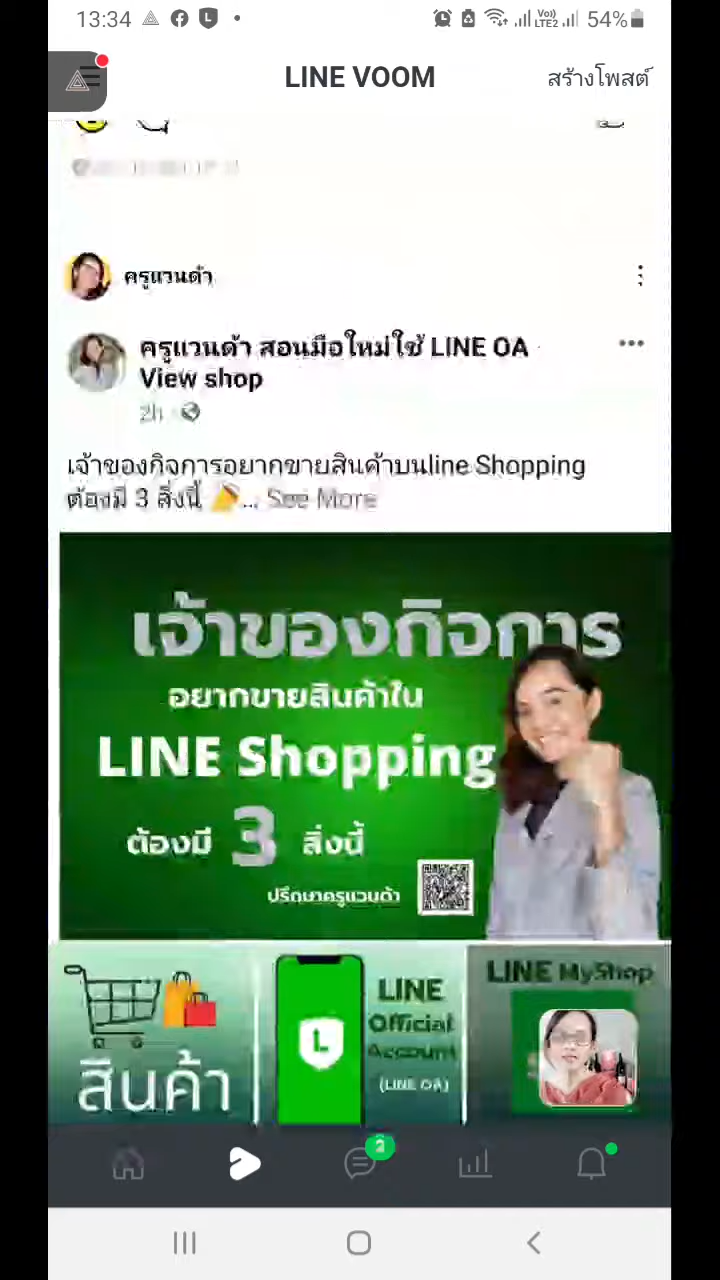 13:34
Vo))
LTE2
54%
LINE VOOM
สร้างโพสต์
ครูแวนด้า
ครูแวนด้า สอนมือใหม่ใช้ LINE OA
View shop
2h
เจ้าของกิจการอยากขายสินค้าบนline Shopping
ต้องมี 3 สิ่งนี้ ... See More
เจ้าของกิจการ
อยากขายสินค้าใน
LINE Shopping
ต้องมี 3 สิ่งนี้
ปรึกษาครูแวนด้า
สินค้า
L
LINE
Official
Account
(LINE OA)
LINE MyShop
3